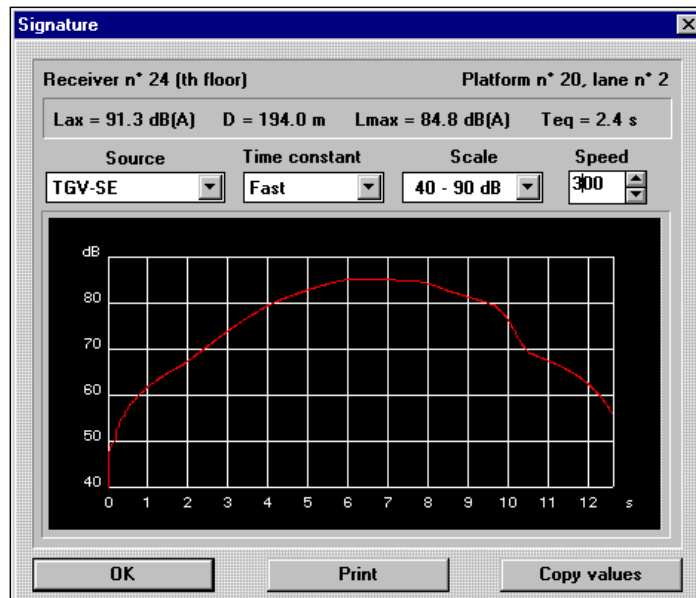 Signature
Receiver n° 24 (th floor) Platform n° 20, lane n° 2
Lax = 91.3 dB(A) D = 194.0 m Lmax = 84.8 dB(A) Teq = 2.4 s
Source Time constant Scale Speed
TGV-SE Fast 40 - 90 dB 300
dB
80
70
60
50
40
0 1 2 3 4 5 6 7 8 9 10 11 12 s
OK Print Copy values